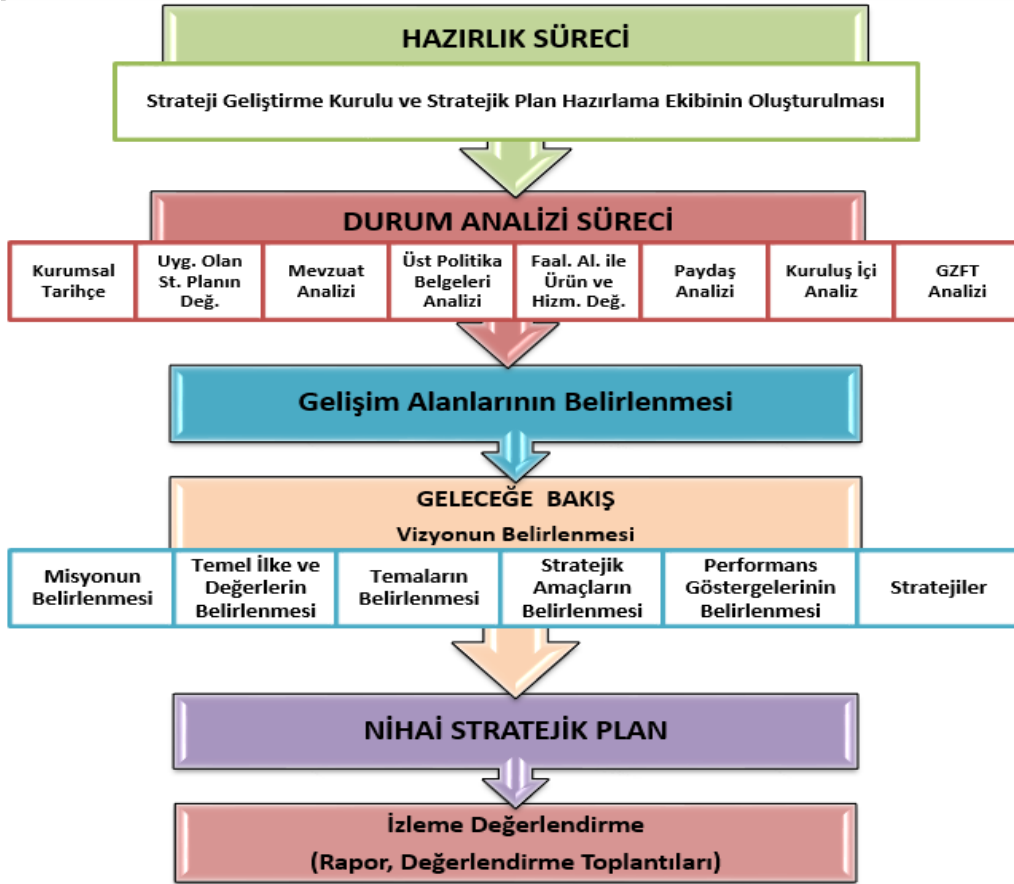 HAZIRLIK SÜRECİ
Strateji Geliştirme Kurulu ve Stratejik Plan Hazırlama Ekibinin Oluşturulması
DURUM ANALİZİ SÜRECİ
Kurumsal
Tarihçe
Uyg. Olan
St. Planın
Değ.
Mevzuat
Analizi
Üst Politika
Belgeleri
Analizi
Faal. Al. ile
Ürün ve
Hizm. Değ.
Paydaş
Analizi
Kuruluş İçi
Analiz
GZFT
Analizi
Gelişim Alanlarının Belirlenmesi
GELECEĞE BAKIŞ
Vizyonun Belirlenmesi
Misyonun
Belirlenmesi
Temel İlke ve
Değerlerin
Belirlenmesi
Temaların
Belirlenmesi
Stratejik
Amaçların
Belirlenmesi
Performans
Göstergelerinin
Belirlenmesi
Stratejiler
NİHAİ STRATEJİK PLAN
İzleme Değerlendirme
(Rapor, Değerlendirme Toplantıları)